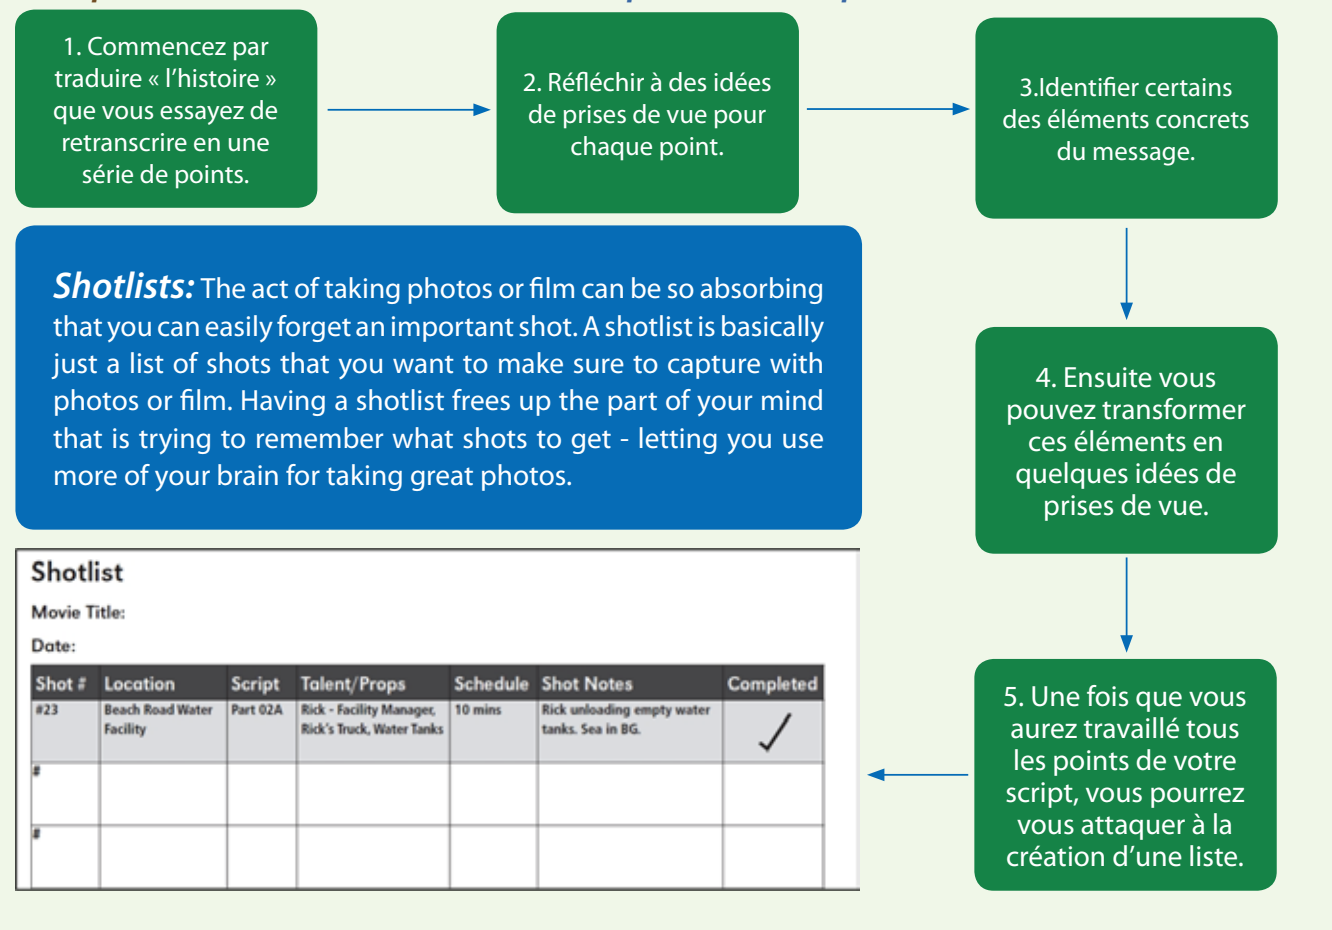 1. Commencez par
traduire « l’histoire »
que vous essayez de
retranscrire en une
série de points.
2. Réfléchir à des idées
de prises de vue pour
chaque point.
3.Identifier certains
des éléments concrets
du message.
Shotlists: The act of taking photos or film can be so absorbing
that you can easily forget an important shot. A shotlist is basically
just a list of shots that you want to make sure to capture with
photos or film. Having a shotlist frees up the part of your mind
that is trying to remember what shots to get - letting you use
more of your brain for taking great photos.
4. Ensuite vous
pouvez transformer
ces éléments en
quelques idées de
prises de vue.
5. Une fois que vous
aurez travaillé tous
les points de votre
script, vous pourrez
vous attaquer à la
création d’une liste.
Shotlist
Movie Title:
Date:
Shot # Location Script Talent/Props Schedule Shot Notes Completed
#23 Beach Road Water Part 02A Rick - Facility Manager, 10 mins Rick unloading empty water
Facility Rick's Truck, Water Tanks tanks. Sea in BG.
#
#